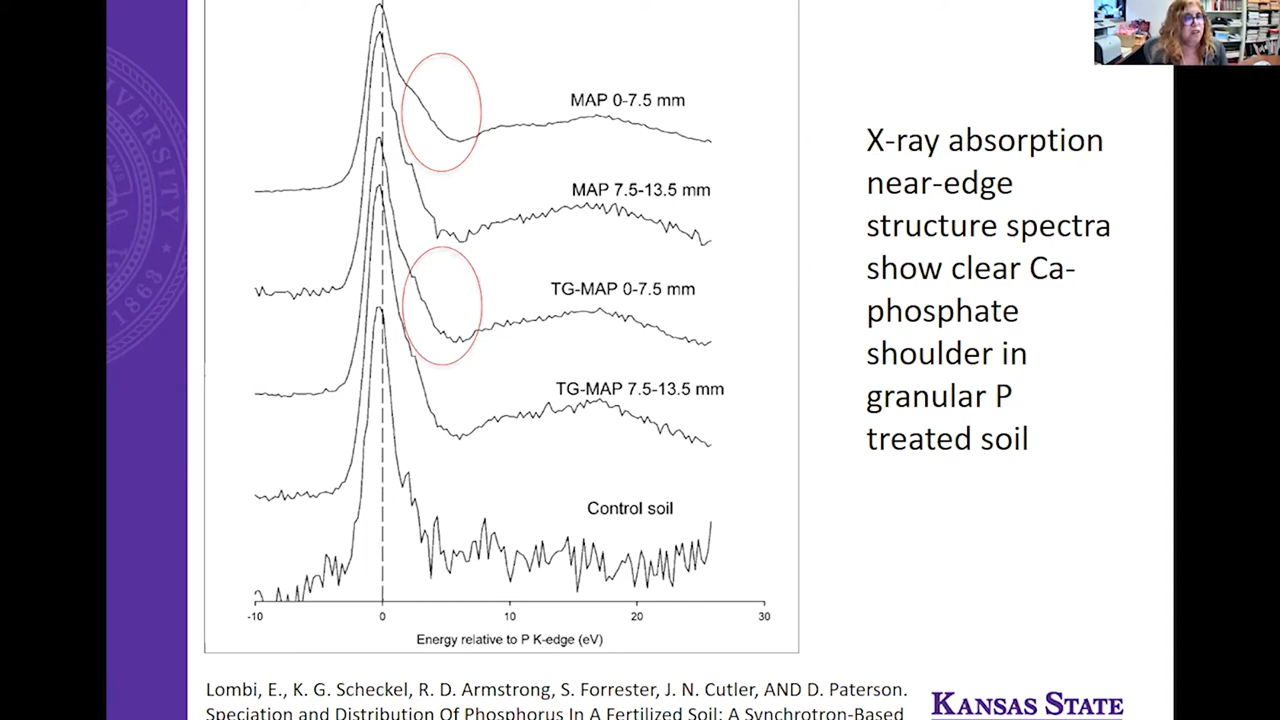 MAP 0-7.5 mm
MAP 7.5-13.5 mm
TG-MAP 0-7.5 mm
TG-MAP 7.5-13.5 mm
Control soil
-10 0 10 20 30
Energy relative to P K-edge (eV)
X-ray absorption
near-edge
structure spectra
show clear Ca-
phosphate
shoulder in
granular P
treated soil
Lombi, E., K. G. Scheckel, R. D. Armstrong, S. Forrester, J. N. Cutler, AND D. Paterson.
Speciation and Distribution Of Phosphorus In A Fertilized Soil: A Synchrotron-Based
KANSAS STATE
1863